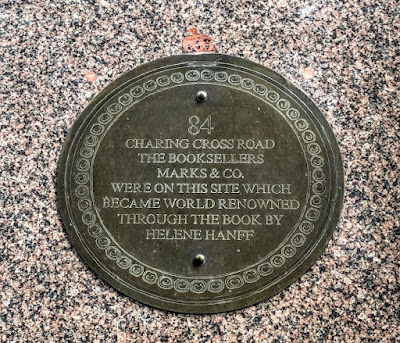 84
CHARING CROSS ROAD
THE BOOKSELLERS
MARKS & CO.
WERE ON THIS SITE WHICH
BECAME WORLD RENOWNED
THROUGH THE BOOK BY
HELENE HANFF